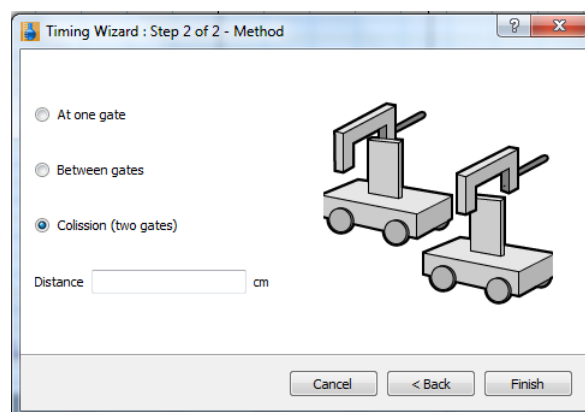 Timing Wizard : Step 2 of 2 - Method
At one gate
Between gates
Colission (two gates)
Distance cm
Cancel < Back Finish